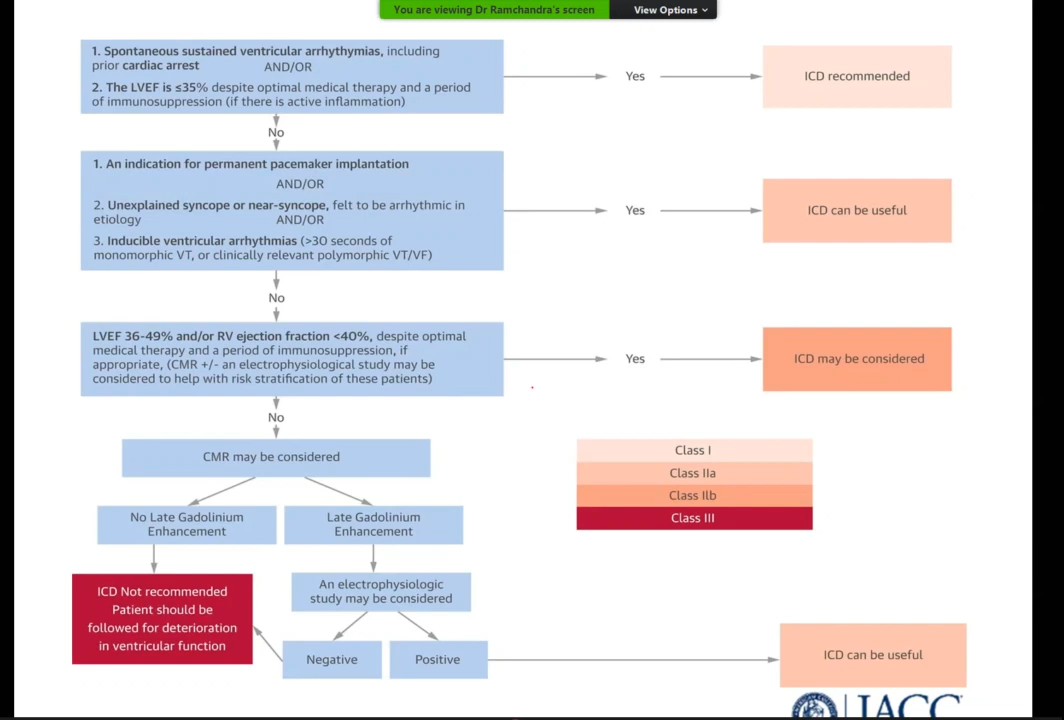 You are viewing Dr Ramchandra's screen
View Options
1. Spontaneous sustained ventricular arrhythymias, including
prior cardiac arrest AND/OR
2. The LVEF is ≤35% despite optimal medical therapy and a period
of immunosuppression (if there is active inflammation)
Yes
ICD recommended
No
1. An indication for permanent pacemaker implantation
AND/OR
2. Unexplained syncope or near-syncope, felt to be arrhythmic in
etiology AND/OR
3. Inducible ventricular arrhythmias (>30 seconds of
monomorphic VT, or clinically relevant polymorphic VT/VF)
Yes
ICD can be useful
No
LVEF 36-49% and/or RV ejection fraction <40%, despite optimal
medical therapy and a period of immunosuppression, if
appropriate, (CMR +/- an electrophysiological study may be
considered to help with risk stratification of these patients)
Yes
ICD may be considered
No
CMR may be considered
Class I
Class IIa
Class IIb
Class III
No Late Gadolinium
Enhancement
Late Gadolinium
Enhancement
ICD Not recommended
Patient should be
followed for deterioration
in ventricular function
An electrophysiologic
study may be considered
Negative
Positive
ICD can be useful
JACC